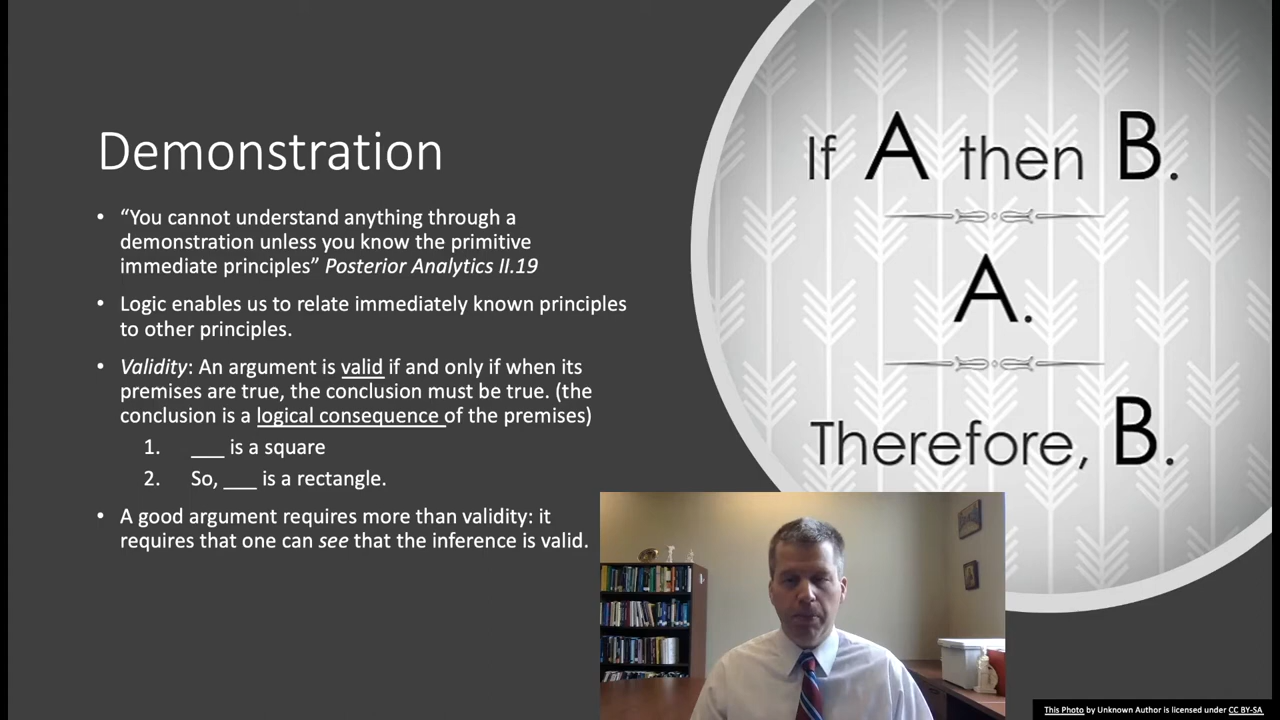 Demonstration
• “You cannot understand anything through a
demonstration unless you know the primitive
immediate principles” Posterior Analytics II.19
• Logic enables us to relate immediately known principles
to other principles.
• Validity: An argument is valid if and only if when its
premises are true, the conclusion must be true. (the
conclusion is a logical consequence of the premises)
1. ___ is a square
2. So, ___ is a rectangle.
• A good argument requires more than validity: it
requires that one can see that the inference is valid.
If A then B.
A.
Therefore, B.
This Photo by Unknown Author is licensed under CC BY-SA